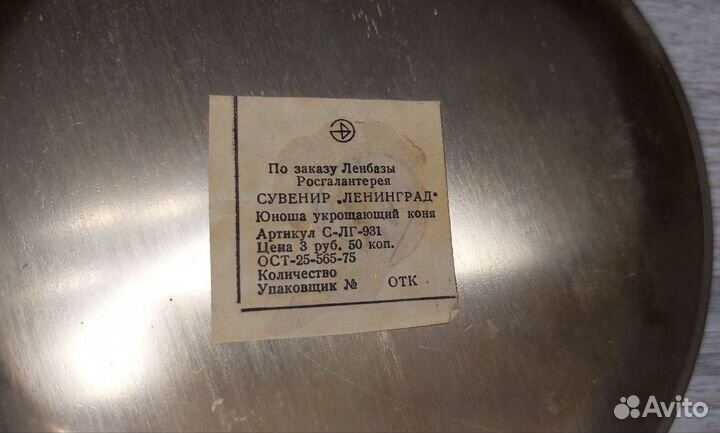 По заказу Ленбазы
Росгалантерея
СУВЕНИР „ЛЕНИНГРАД“
Юноша укрощающий коня
Артикул С-ЛГ-931
Цена 3 руб. 50 коп.
ОСТ-25-565-75
Количество
Упаковщик № ОТК
Avito